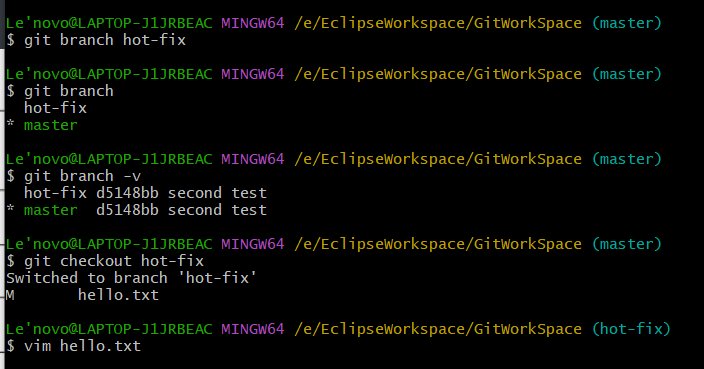 Le'novo@LAPTOP-J1JRBEAC MINGW64 /e/EclipseWorkspace/GitWorkSpace (master)
$ git branch hot-fix
Le'novo@LAPTOP-J1JRBEAC MINGW64 /e/EclipseWorkspace/GitWorkSpace (master)
$ git branch
  hot-fix
* master
Le'novo@LAPTOP-J1JRBEAC MINGW64 /e/EclipseWorkspace/GitWorkSpace (master)
$ git branch -v
  hot-fix d5148bb second test
* master  d5148bb second test
Le'novo@LAPTOP-J1JRBEAC MINGW64 /e/EclipseWorkspace/GitWorkSpace (master)
$ git checkout hot-fix
Switched to branch 'hot-fix'
M       hello.txt
Le'novo@LAPTOP-J1JRBEAC MINGW64 /e/EclipseWorkspace/GitWorkSpace (hot-fix)
$ vim hello.txt